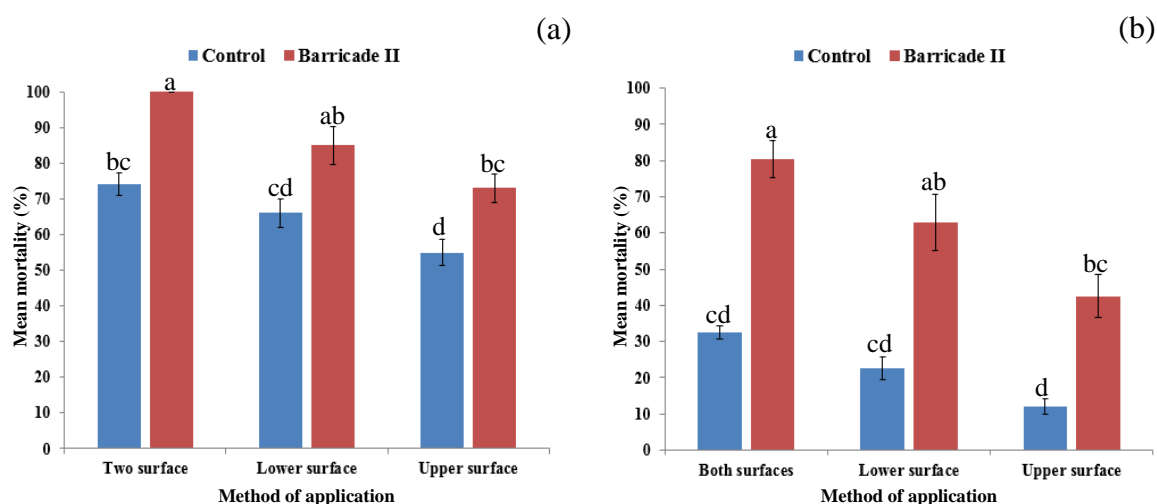 (a)
Control Barricade II
Mean mortality (%)
100
90
80
70
60
50
40
30
20
10
0
bc
a
cd
ab
d
bc
Two surface Lower surface Upper surface
Method of application
(b)
Control Barricade II
Mean mortality (%)
100
90
80
70
60
50
40
30
20
10
0
cd
a
cd
ab
d
bc
Both surfaces Lower surface Upper surface
Method of application